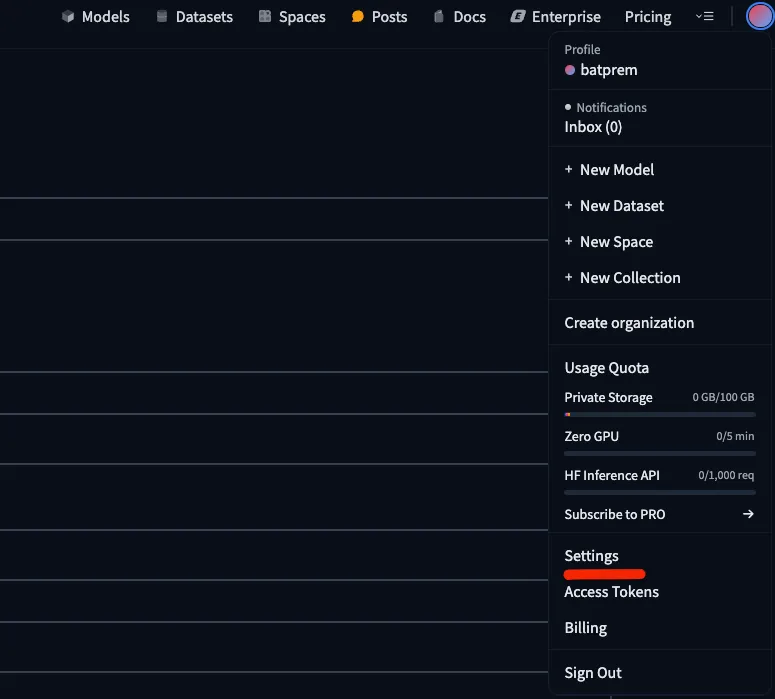 Models Datasets Spaces Posts Docs Enterprise Pricing
Profile
batprem
Notifications
Inbox (0)
+ New Model
+ New Dataset
+ New Space
+ New Collection
Create organization
Usage Quota
Private Storage 0 GB/100 GB
Zero GPU 0/5 min
HF Inference API 0/1,000 req
Subscribe to PRO →
Settings
Access Tokens
Billing
Sign Out